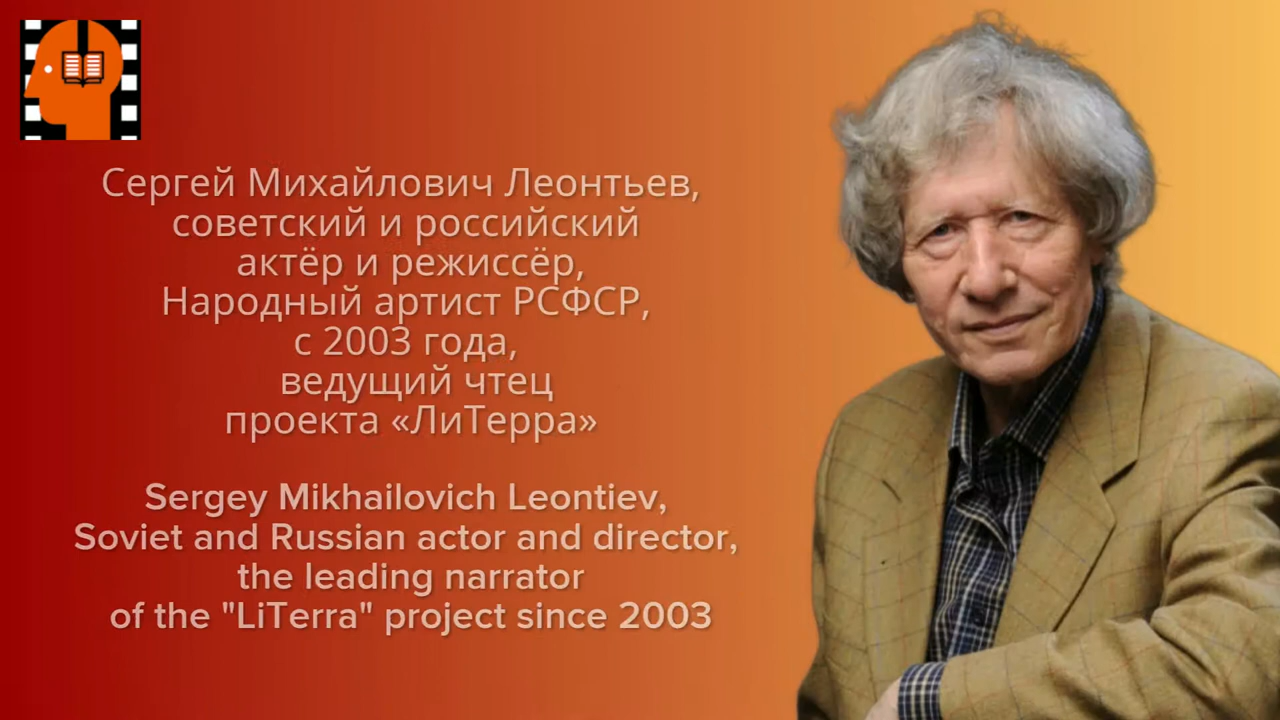 Сергей Михайлович Леонтьев,
советский и российский
актёр и режиссёр,
Народный артист РСФСР,
с 2003 года,
ведущий чтец
проекта «ЛиТерра»
Sergey Mikhailovich Leontiev,
Soviet and Russian actor and director,
the leading narrator
of the "LiTerra" project since 2003